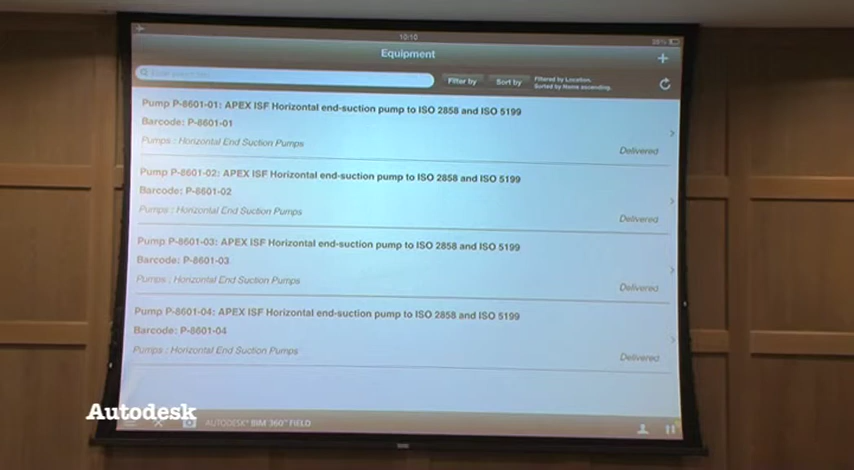 10:10
Equipment
+
Filter by
Sort by
Filtered by Location.
Sorted by Name ascending.
Pump P-8601-01: APEX ISF Horizontal end-suction pump to ISO 2858 and ISO 5199
Barcode: P-8601-01
Pumps : Horizontal End Suction Pumps
Delivered
Pump P-8601-02: APEX ISF Horizontal end-suction pump to ISO 2858 and ISO 5199
Barcode: P-8601-02
Pumps : Horizontal End Suction Pumps
Delivered
Pump P-8601-03: APEX ISF Horizontal end-suction pump to ISO 2858 and ISO 5199
Barcode: P-8601-03
Pumps : Horizontal End Suction Pumps
Delivered
Pump P-8601-04: APEX ISF Horizontal end-suction pump to ISO 2858 and ISO 5199
Barcode: P-8601-04
Pumps : Horizontal End Suction Pumps
Delivered
Autodesk
AUTODESK® BIM 360™ FIELD